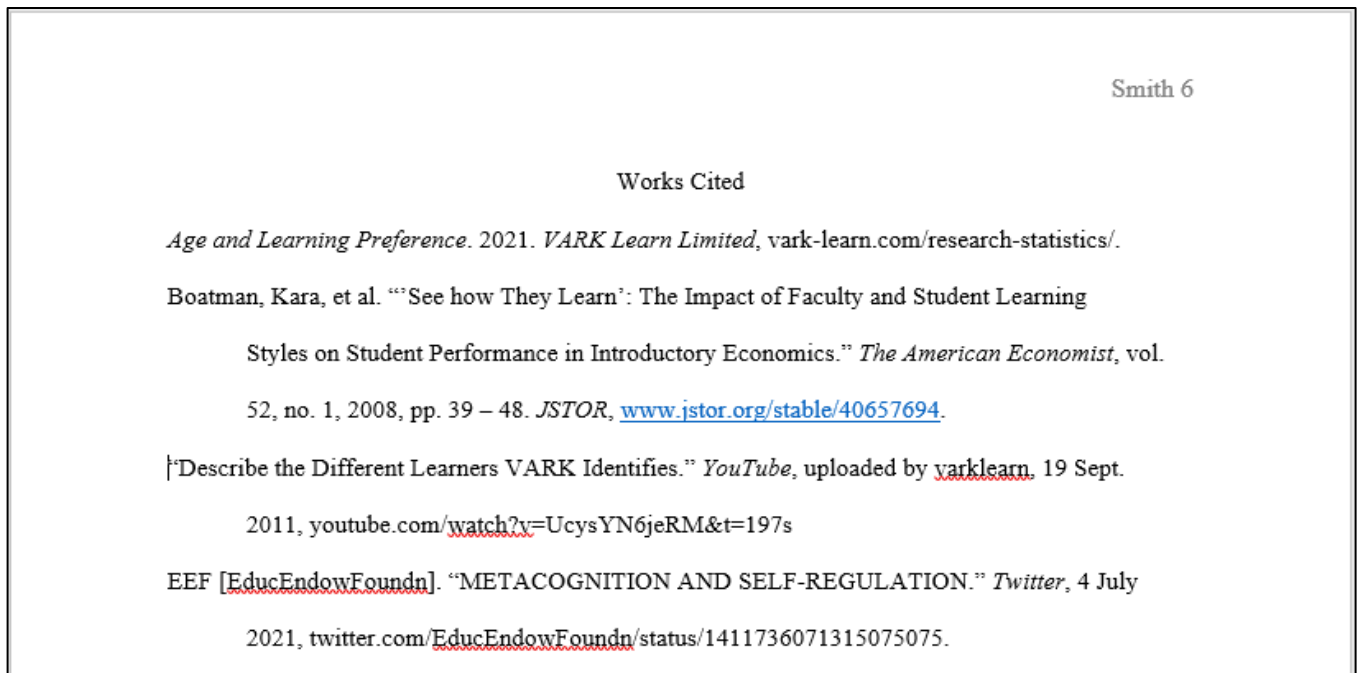 Smith 6
Works Cited
Age and Learning Preference. 2021. VARK Learn Limited, vark-learn.com/research-statistics/.
Boatman, Kara, et al. “’See how They Learn’: The Impact of Faculty and Student Learning
Styles on Student Performance in Introductory Economics.” The American Economist, vol.
52, no. 1, 2008, pp. 39 – 48. JSTOR, www.jstor.org/stable/40657694.
“Describe the Different Learners VARK Identifies.” YouTube, uploaded by varklearn, 19 Sept.
2011, youtube.com/watch?v=UcysYN6jeRM&t=197s
EEF [EducEndowFoundn]. “METACOGNITION AND SELF-REGULATION.” Twitter, 4 July
2021, twitter.com/EducEndowFoundn/status/1411736071315075075.